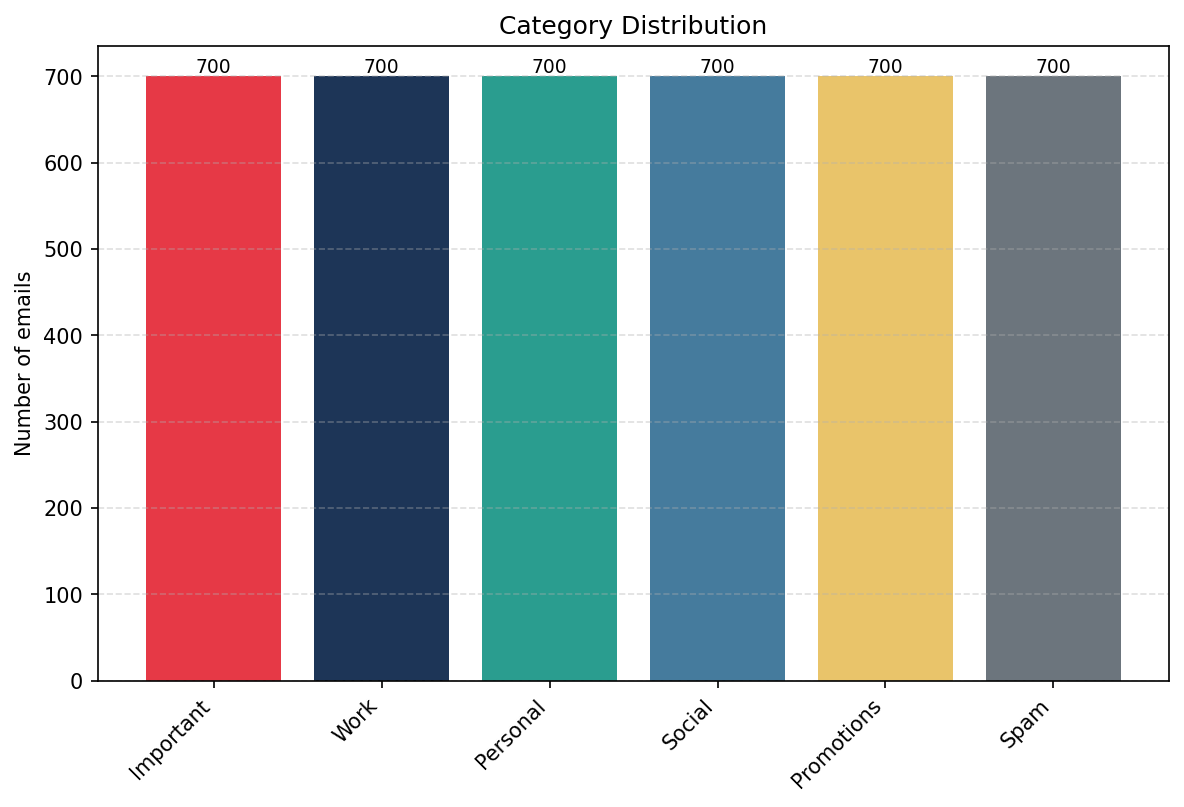 Category Distribution
700 700 700 700 700 700
Number of emails
700
600
500
400
300
200
100
0
Important Work Personal Social Promotions Spam